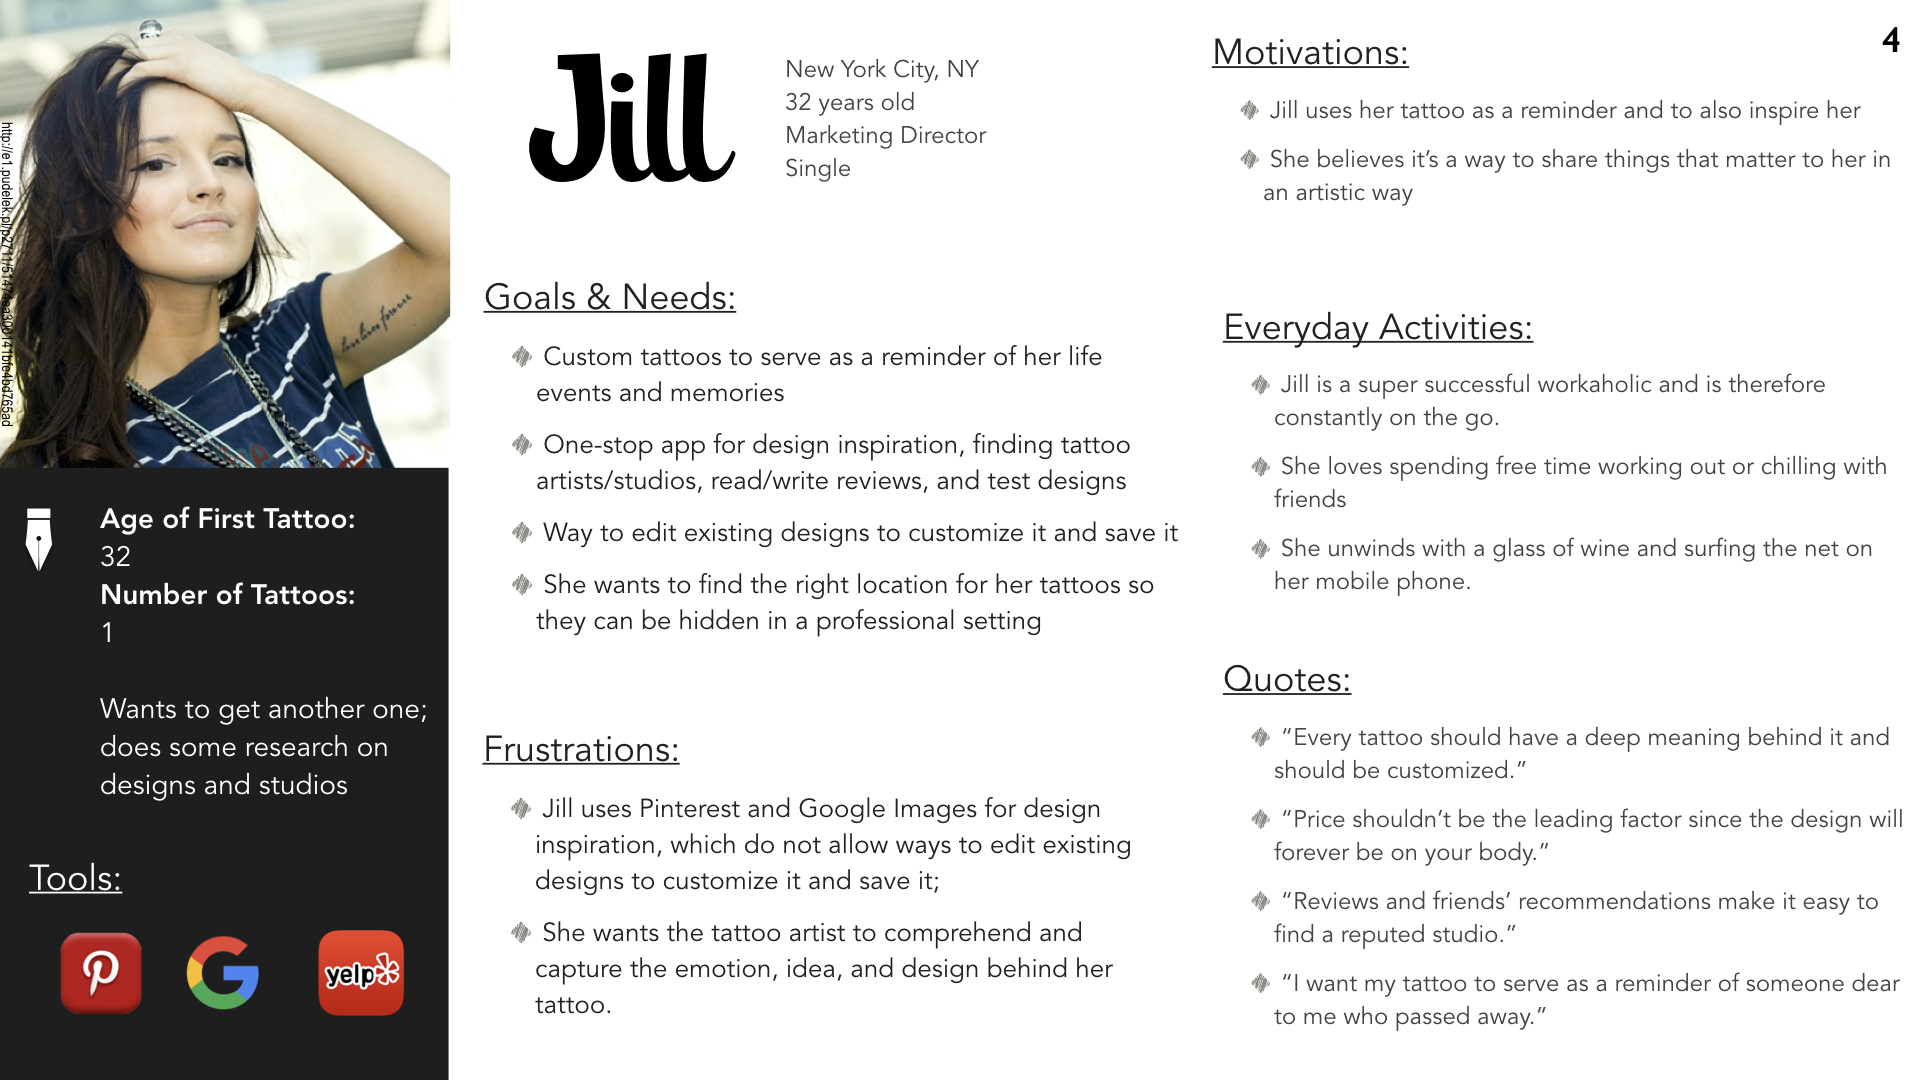 http://e1.pudelek.pl/p2711/51474ea300141bfe4bd765ad
love lives forever
Age of First Tattoo:
32
Number of Tattoos:
1
Wants to get another one;
does some research on
designs and studios
Tools:
yelp
Jill
New York City, NY
32 years old
Marketing Director
Single
Goals & Needs:
Custom tattoos to serve as a reminder of her life
events and memories
One-stop app for design inspiration, finding tattoo
artists/studios, read/write reviews, and test designs
Way to edit existing designs to customize it and save it
She wants to find the right location for her tattoos so
they can be hidden in a professional setting
Frustrations:
Jill uses Pinterest and Google Images for design
inspiration, which do not allow ways to edit existing
designs to customize it and save it;
She wants the tattoo artist to comprehend and
capture the emotion, idea, and design behind her
tattoo.
4
Motivations:
Jill uses her tattoo as a reminder and to also inspire her
She believes it’s a way to share things that matter to her in
an artistic way
Everyday Activities:
Jill is a super successful workaholic and is therefore
constantly on the go.
She loves spending free time working out or chilling with
friends
She unwinds with a glass of wine and surfing the net on
her mobile phone.
Quotes:
“Every tattoo should have a deep meaning behind it and
should be customized.”
“Price shouldn’t be the leading factor since the design will
forever be on your body.”
“Reviews and friends’ recommendations make it easy to
find a reputed studio.”
“I want my tattoo to serve as a reminder of someone dear
to me who passed away.”